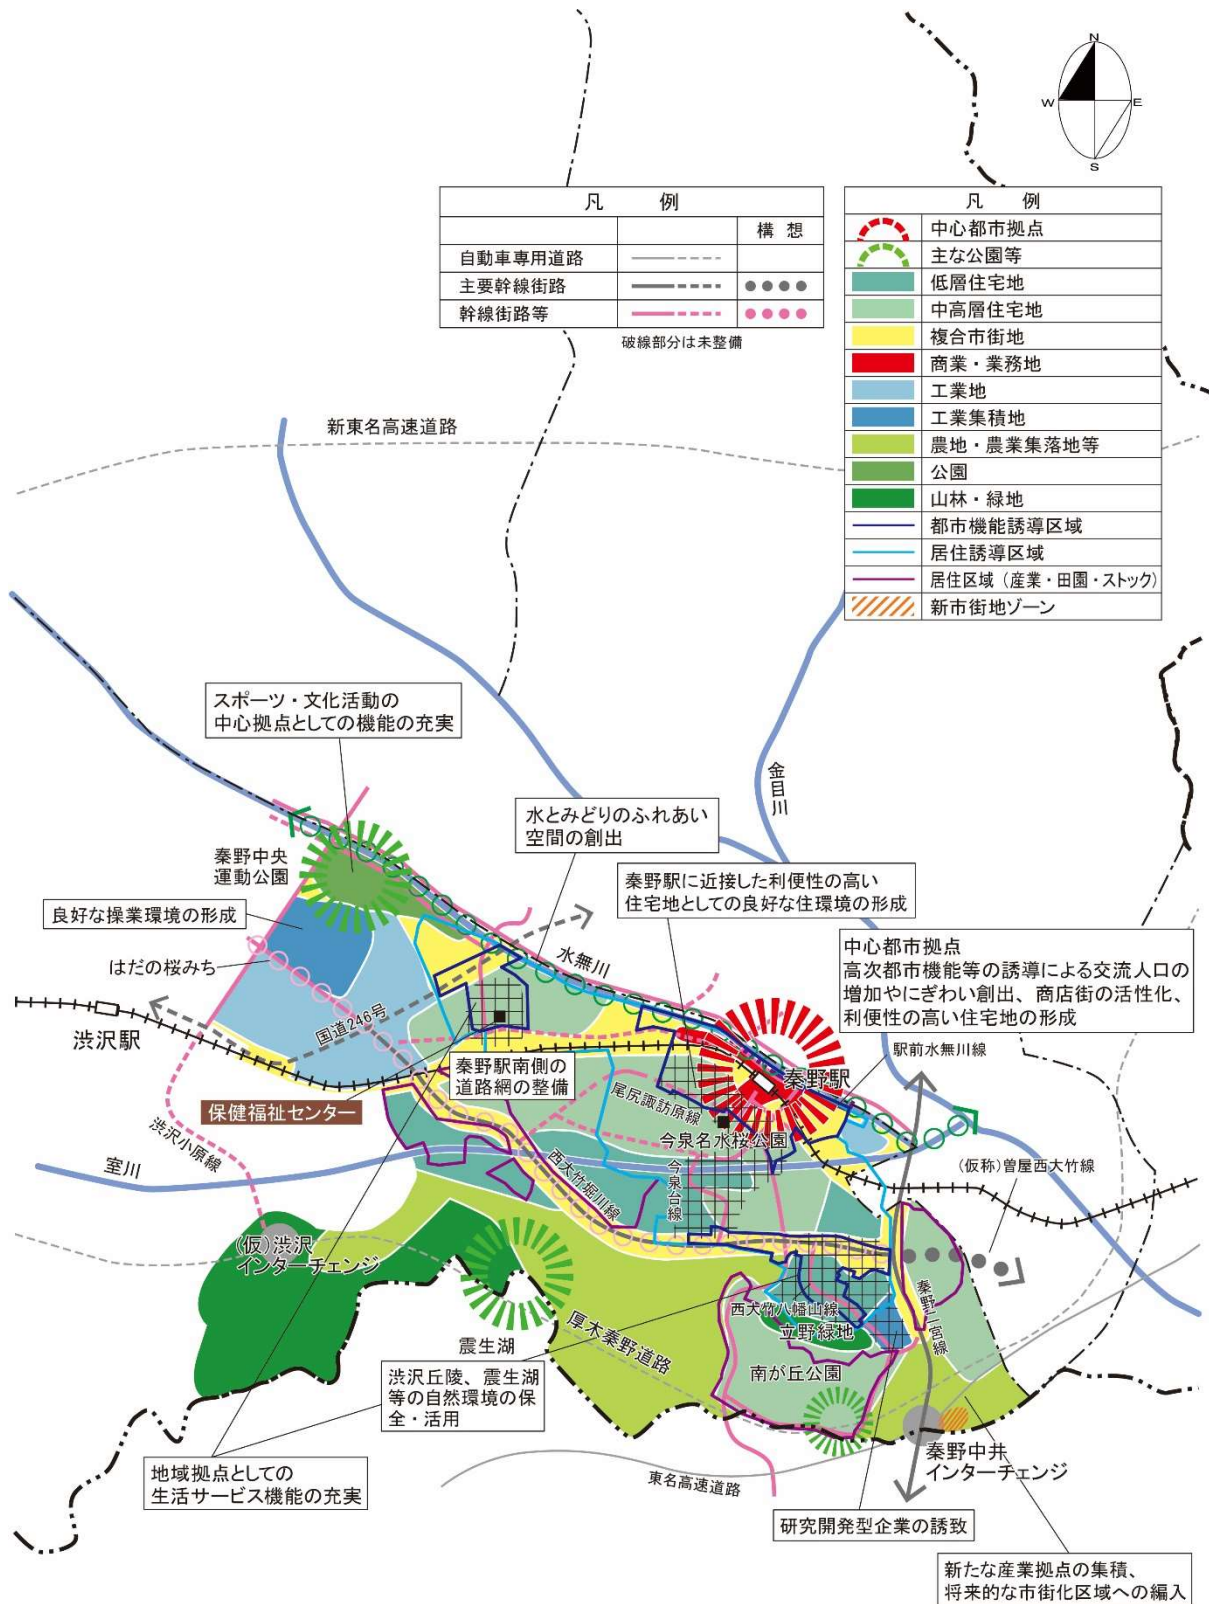 N
W
E
S
凡 例
構 想
自動車専用道路
主要幹線街路
幹線街路等
破線部分は未整備
凡 例
中心都市拠点
主な公園等
低層住宅地
中高層住宅地
複合市街地
商業・業務地
工業地
工業集積地
農地・農業集落地等
公園
山林・緑地
都市機能誘導区域
居住誘導区域
居住区域（産業・田園・ストック）
新市街地ゾーン
新東名高速道路
スポーツ・文化活動の
中心拠点としての機能の充実
金目川
水とみどりのふれあい
空間の創出
秦野中央
運動公園
秦野駅に近接した利便性の高い
住宅地としての良好な住環境の形成
良好な操業環境の形成
はだの桜みち
水無川
中心都市拠点
高次都市機能等の誘導による交流人口の
増加やにぎわい創出、商店街の活性化、
利便性の高い住宅地の形成
国道246号
渋沢駅
駅前水無川線
秦野駅南側の
道路網の整備
秦野駅
尾尻諏訪原線
保健福祉センター
今泉名水桜公園
渋沢小原線
室川
西大竹堀川線
今泉台線
（仮称）曽屋西大竹線
(仮)渋沢
インターチェンジ
秦野二宮線
西大竹八幡山線
立野緑地
厚木秦野道路
震生湖
南が丘公園
渋沢丘陵、震生湖
等の自然環境の保
全・活用
秦野中井
インターチェンジ
地域拠点としての
生活サービス機能の充実
東名高速道路
研究開発型企業の誘致
新たな産業拠点の集積、
将来的な市街化区域への編入